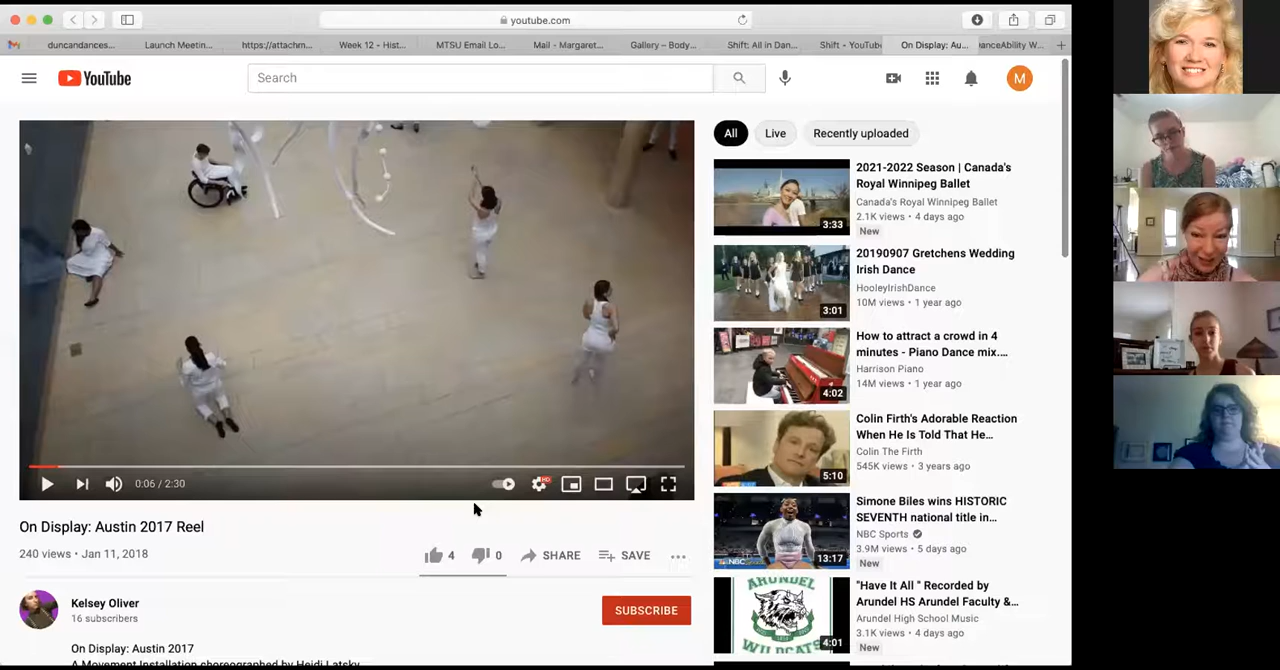 youtube.com
duncandances...
Launch Meetin...
https://attachm...
Week 12 - Hist...
MTSU Email Lo...
Mail - Margaret...
Gallery – Body...
Shift: All in Dan...
Shift - YouTube
On Display: Au...
DanceAbility W...
YouTube
Search
M
All
Live
Recently uploaded
2021-2022 Season | Canada's
Royal Winnipeg Ballet
Canada's Royal Winnipeg Ballet
2.1K views • 4 days ago
New
3:33
20190907 Gretchens Wedding
Irish Dance
HooleyIrishDance
10M views • 1 year ago
3:01
How to attract a crowd in 4
minutes - Piano Dance mix....
Harrison Piano
14M views • 1 year ago
4:02
Colin Firth's Adorable Reaction
When He Is Told That He...
Colin The Firth
545K views • 3 years ago
5:10
Simone Biles wins HISTORIC
SEVENTH national title in...
NBC Sports
3.9M views • 5 days ago
New
NBC
13:17
"Have It All " Recorded by
Arundel HS Arundel Faculty &...
Arundel High School Music
3.1K views • 4 days ago
New
ARUNDEL
WILDCATS
4:01
0:06 / 2:30
HD
On Display: Austin 2017 Reel
240 views • Jan 11, 2018
4
0
SHARE
SAVE
Kelsey Oliver
16 subscribers
SUBSCRIBE
On Display: Austin 2017
A Movement Installation choreographed by Heidi Latsky